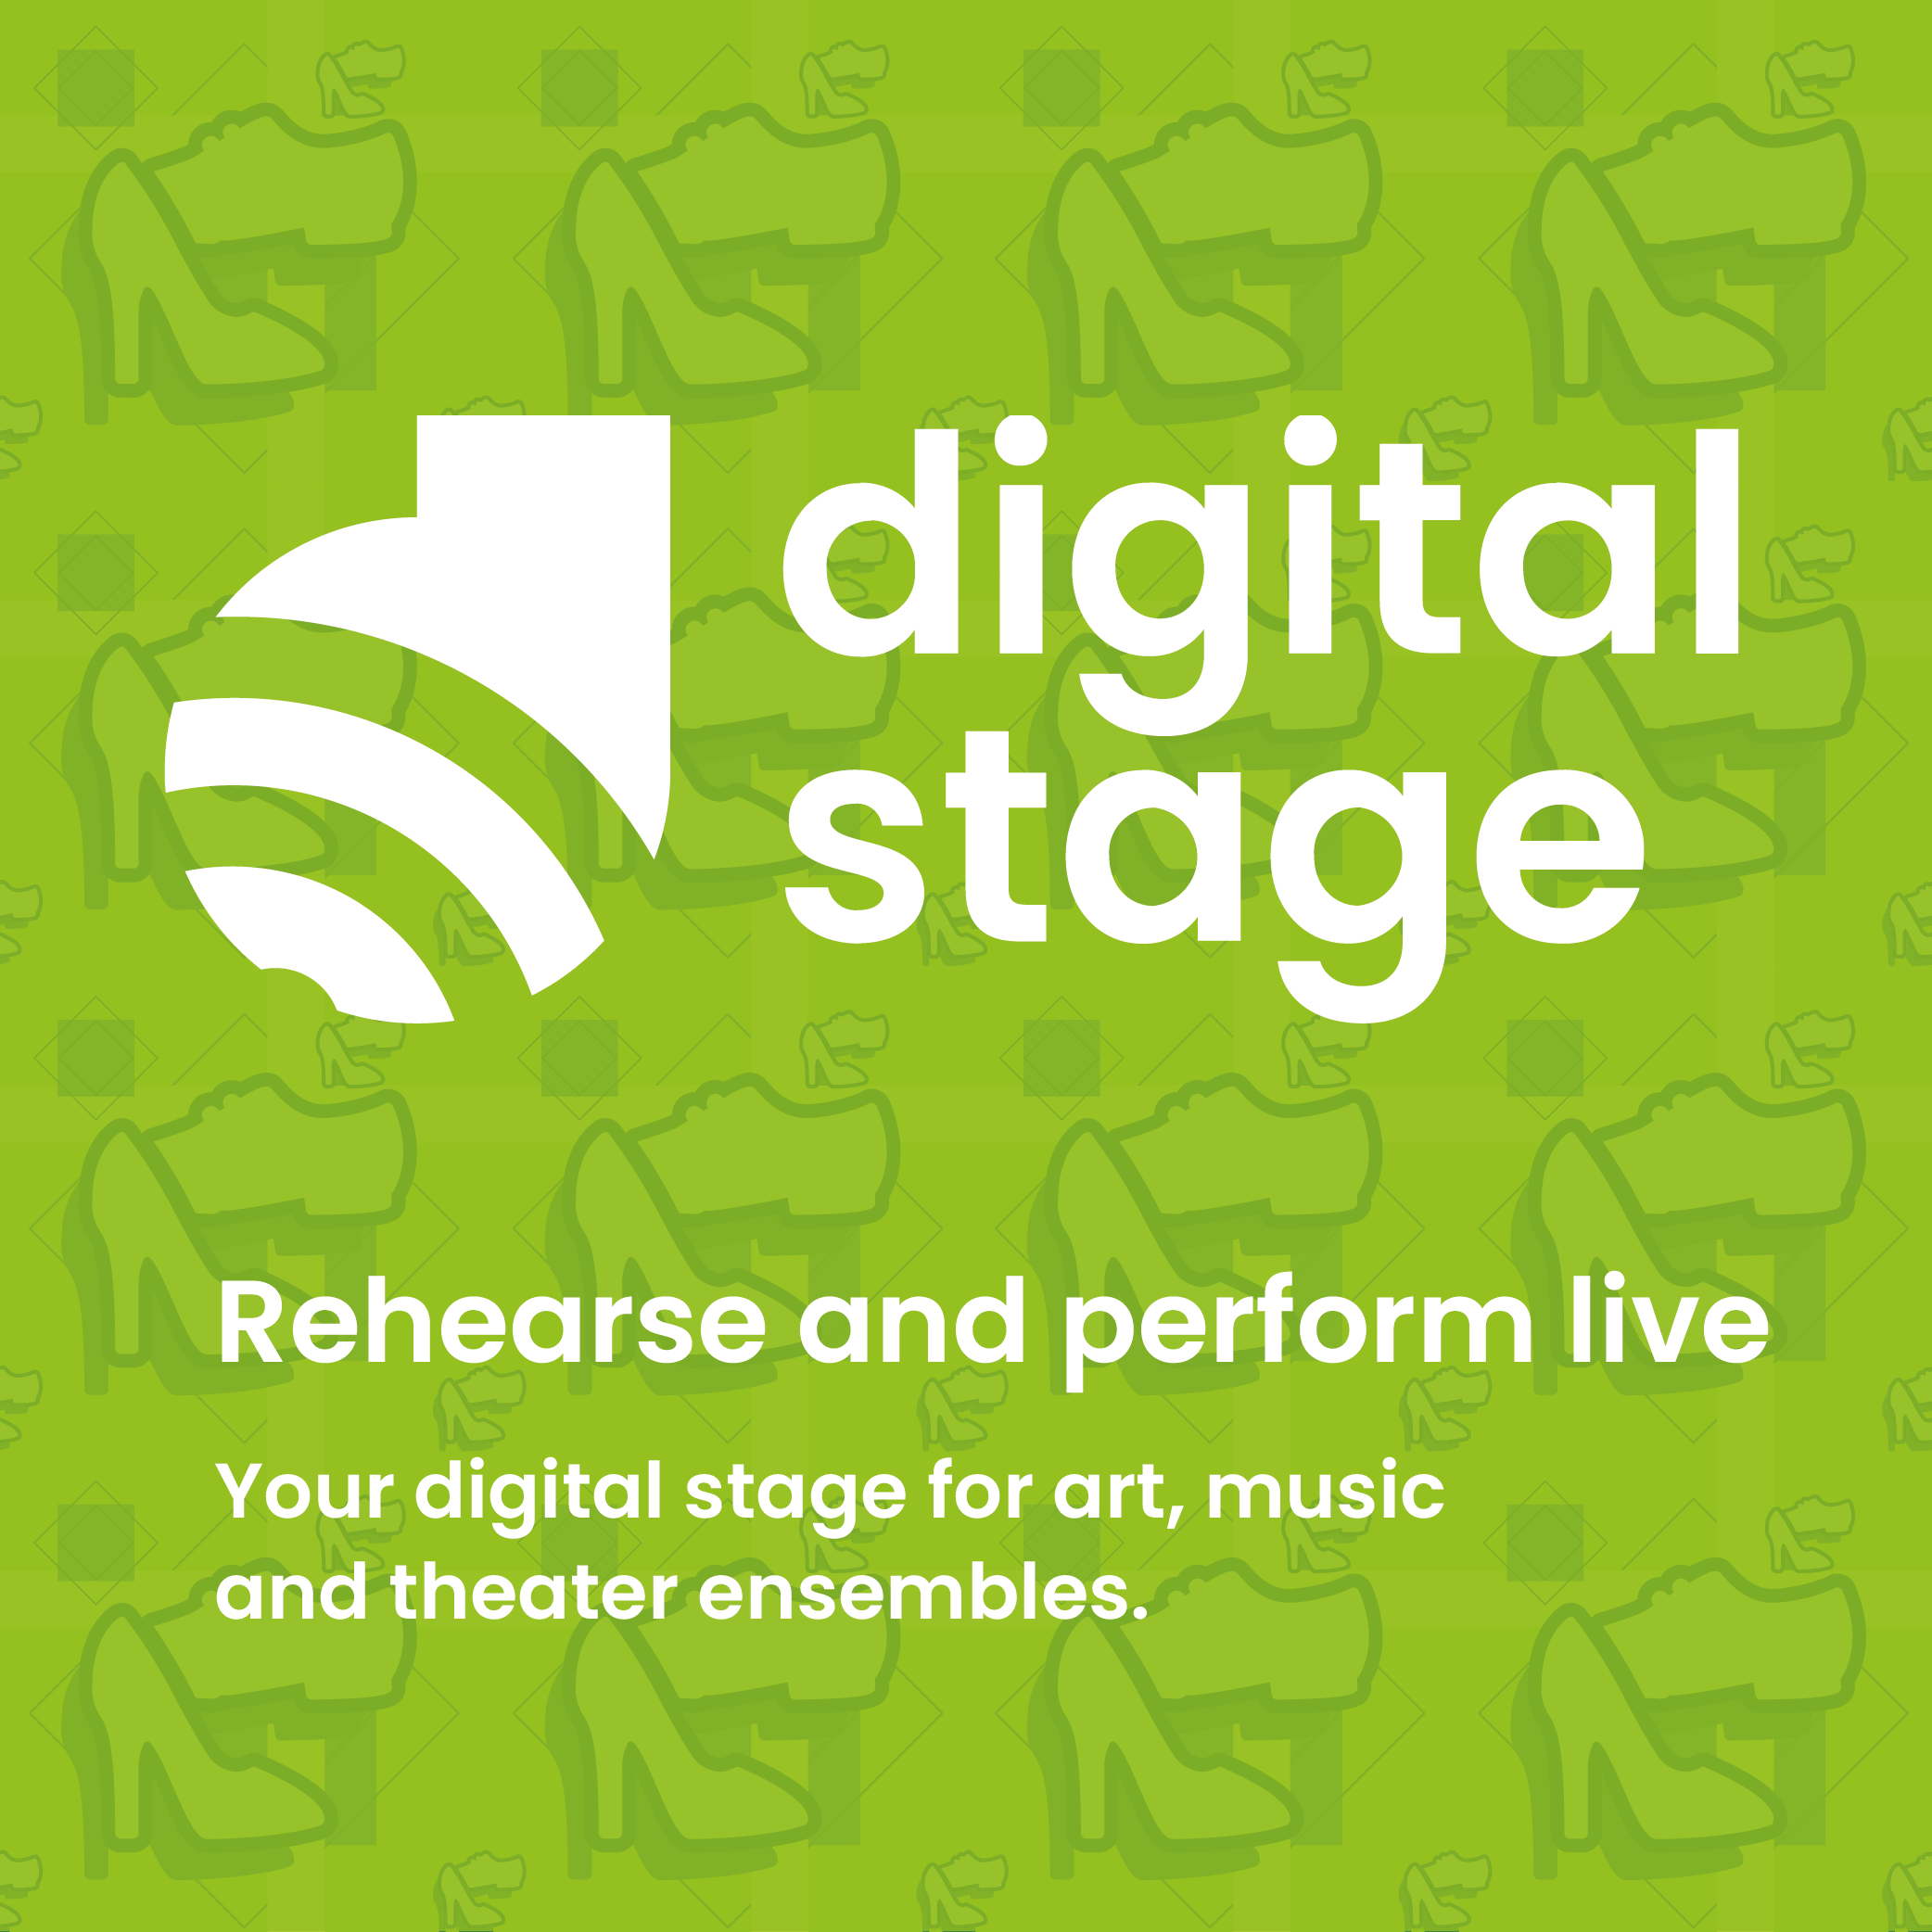 digital
stage
Rehearse and perform live
Your digital stage for art, music
and theater ensembles.